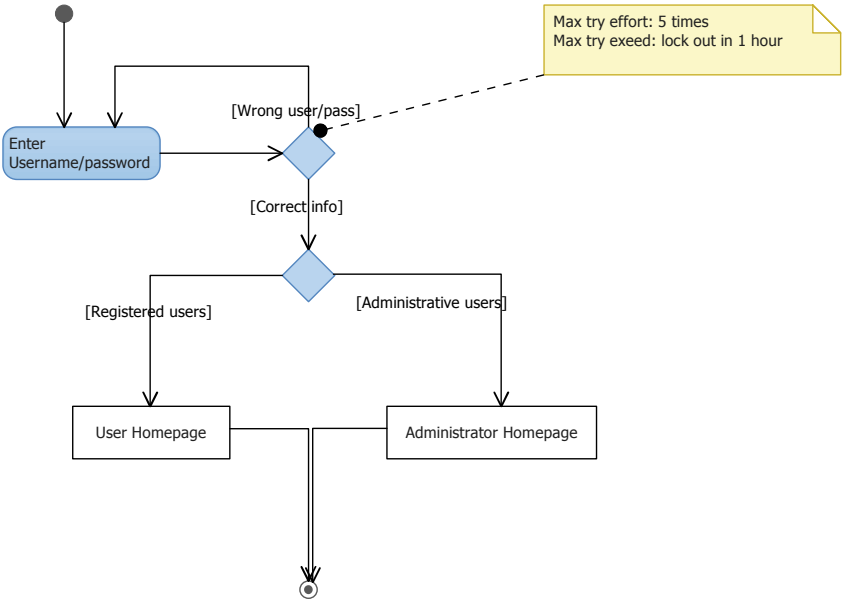 Max try effort: 5 times
Max try exeed: lock out in 1 hour
[Wrong user/pass]
Enter
Username/password
[Correct info]
[Registered users]
[Administrative users]
User Homepage
Administrator Homepage